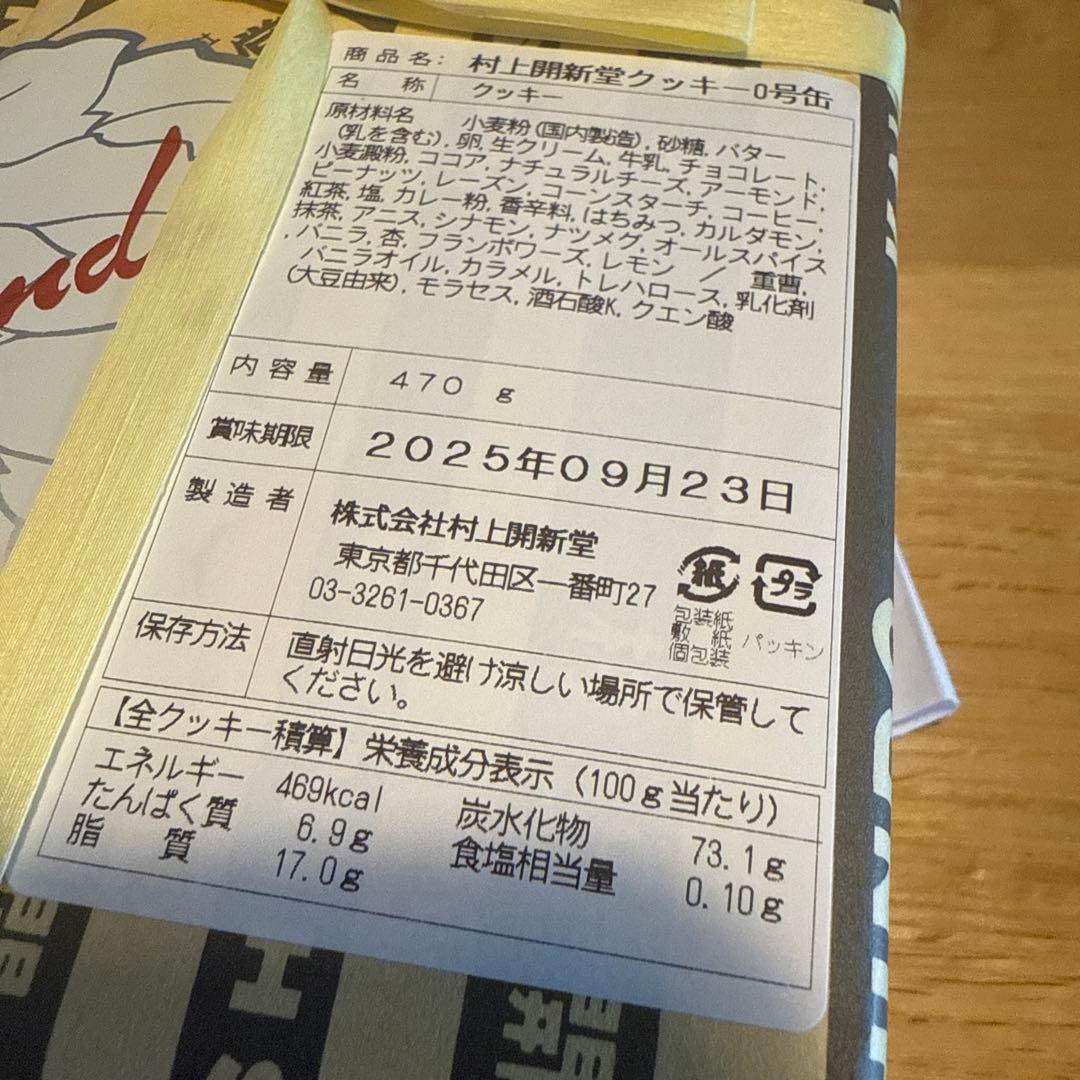 商品名: 村上開新堂クッキー0号缶
名称 クッキー
原材料名 小麦粉(国内製造), 砂糖, バター
(乳を含む), 卵, 生クリーム, 牛乳, チョコレート,
小麦澱粉, ココア, ナチュラルチーズ, アーモンド,
ピーナッツ, レーズン, コーンスターチ, コーヒー,
紅茶, 塩, カレー粉, 香辛料, はちみつ, カルダモン,
抹茶, アニス, シナモン, ナツメグ, オールスパイス
, バニラ, 杏, フランボワーズ, レモン / 重曹,
バニラオイル, カラメル, トレハロース, 乳化剤
(大豆由来), モラセス, 酒石酸K, クエン酸
内容量 470 g
賞味期限 2025年09月23日
製造者 株式会社村上開新堂
東京都千代田区一番町27
03-3261-0367
紙 プラ
包装紙
敷紙 パッキン
個包装
保存方法 直射日光を避け涼しい場所で保管して
ください。
【全クッキー積算】栄養成分表示(100g当たり)
エネルギー 469kcal 炭水化物 73.1g
たんぱく質 6.9g 食塩相当量 0.10g
脂質 17.0g